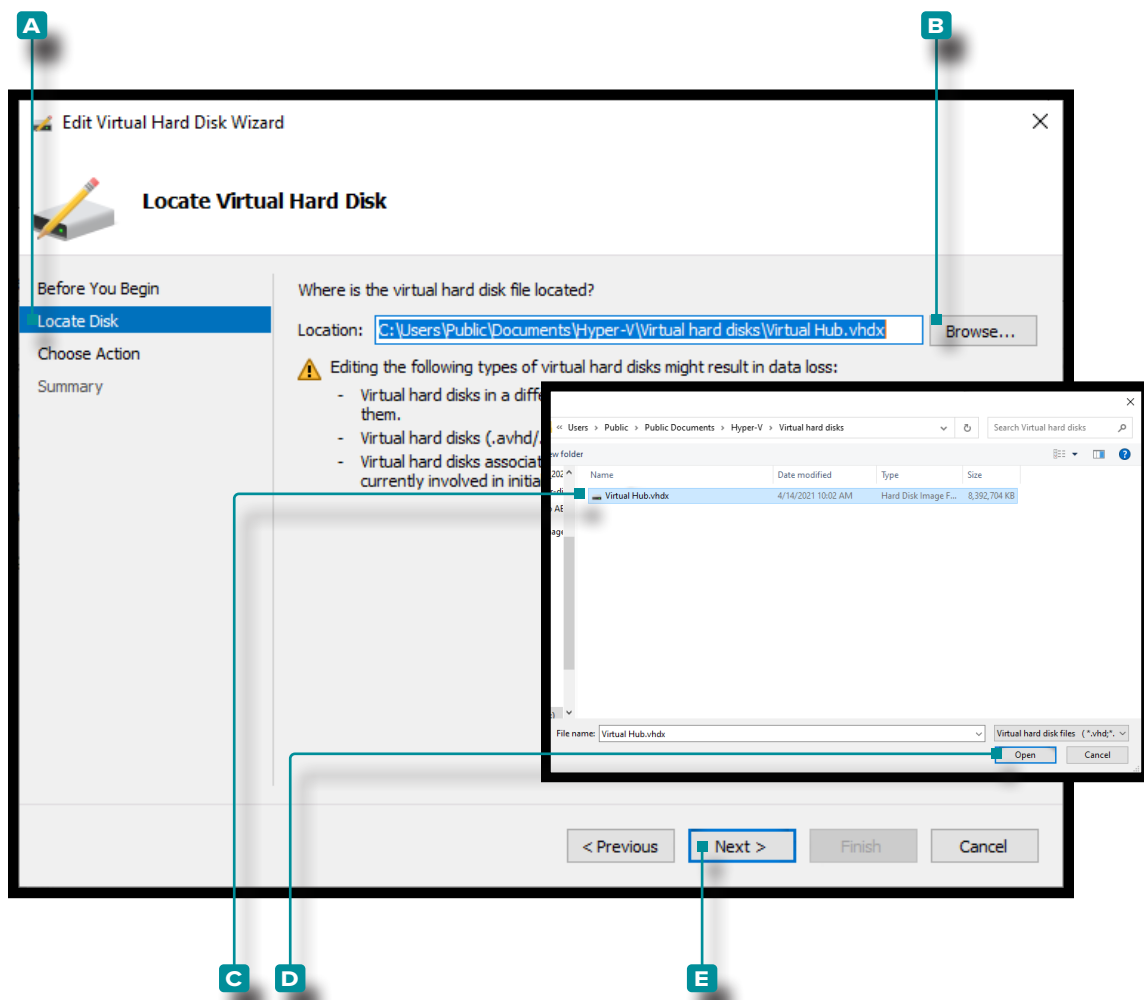 A
B
Edit Virtual Hard Disk Wizard
Locate Virtual Hard Disk
Before You Begin
Locate Disk
Choose Action
Summary
Where is the virtual hard disk file located?
Location: C:\Users\Public\Documents\Hyper-V\Virtual hard disks\Virtual Hub.vhdx Browse...
Editing the following types of virtual hard disks might result in data loss:
- Virtual hard disks in a diffe
them.
- Virtual hard disks (.avhd/.
- Virtual hard disks associat
currently involved in initia
« Users > Public > Public Documents > Hyper-V > Virtual hard disks Search Virtual hard disks
ew folder
202 Name Date modified Type Size
Virtual Hub.vhdx 4/14/2021 10:02 AM Hard Disk Image F... 8,392,704 KB
AE
age
File name: Virtual Hub.vhdx Virtual hard disk files (*.vhd;*.
Open Cancel
< Previous Next > Finish Cancel
C D E